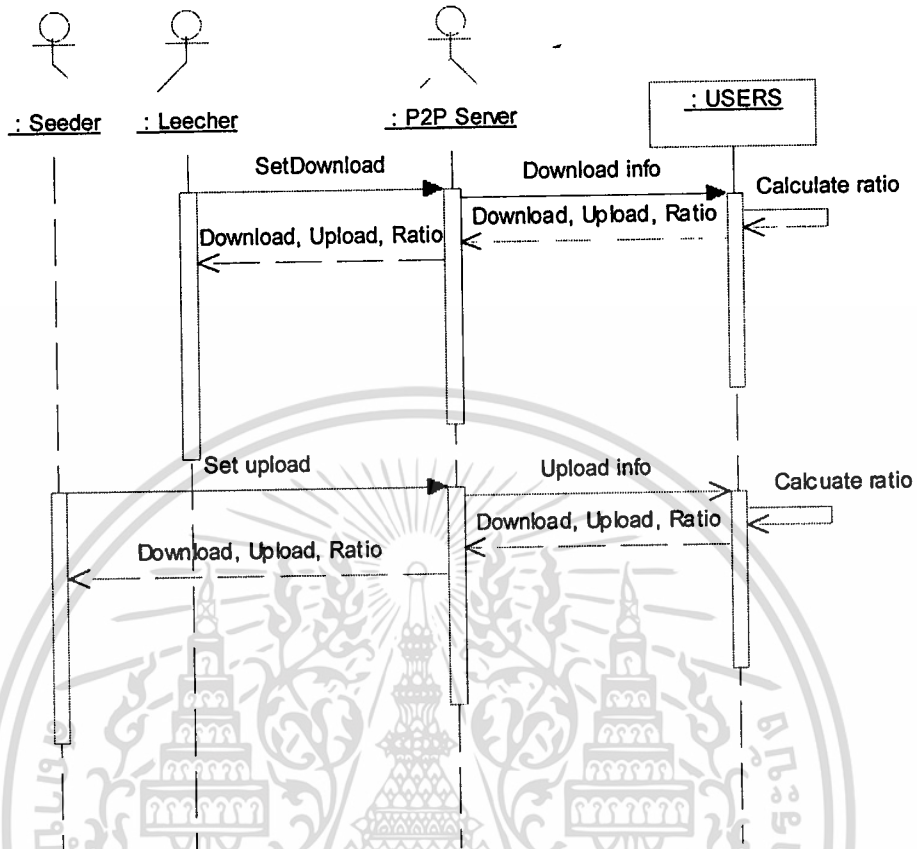 : Seeder
: Leecher
: P2P Server
: USERS
SetDownload
Download info
Calculate ratio
Download, Upload, Ratio
Download, Upload, Ratio
Set upload
Upload info
Calcuate ratio
Download, Upload, Ratio
Download, Upload, Ratio